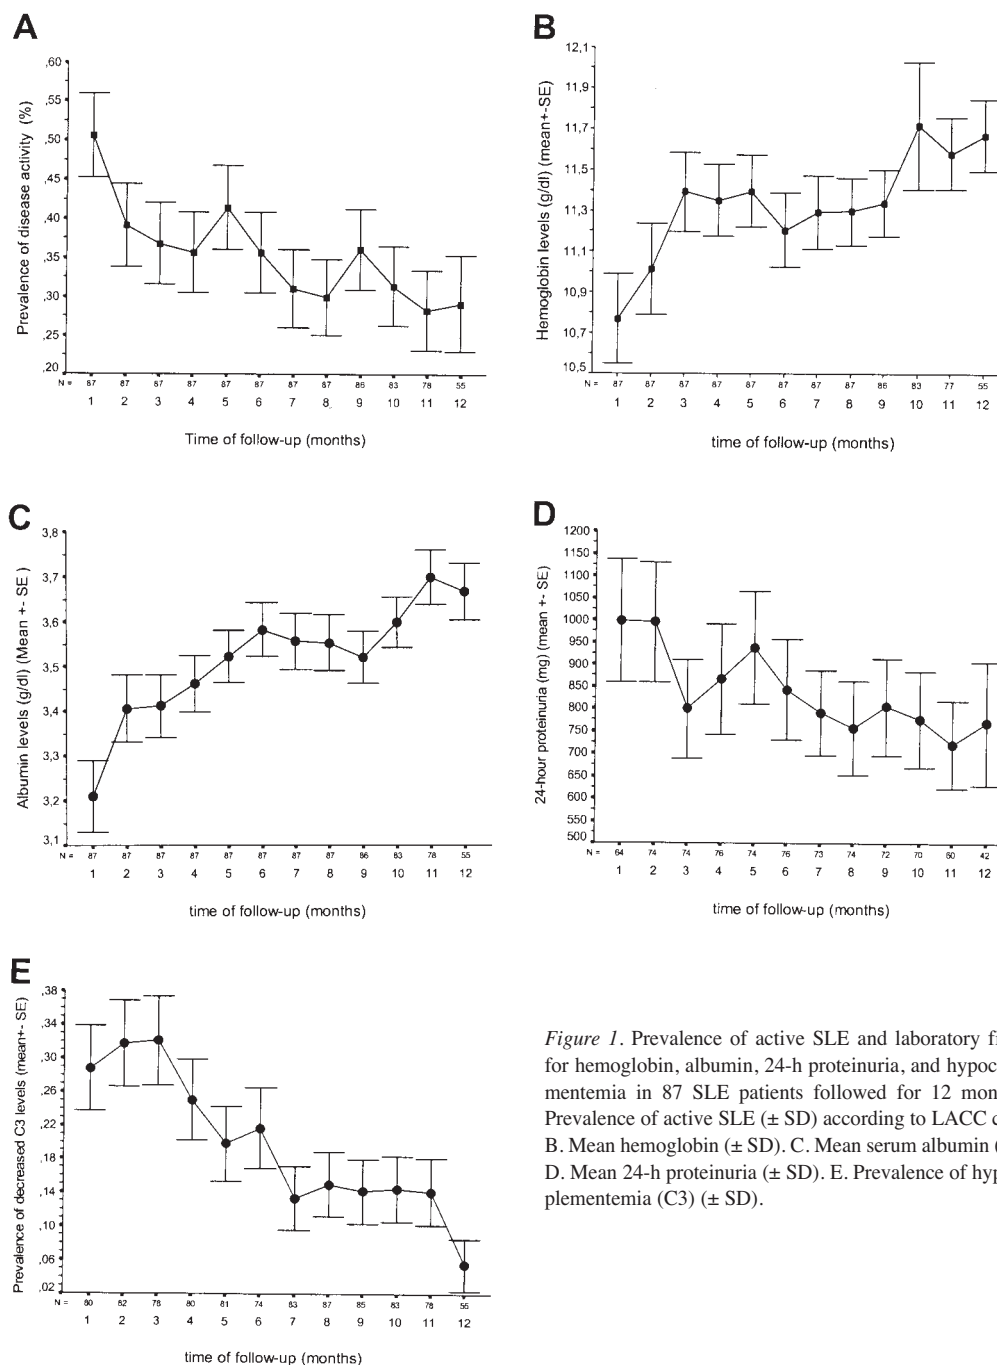 A
Prevalence of disease activity (%)
,60
,55
,50
,45
,40
,35
,30
,25
,20
N = 87 87 87 87 87 87 87 87 86 83 78 55
1 2 3 4 5 6 7 8 9 10 11 12
Time of follow-up (months)
B
Hemoglobin levels (g/dl) (mean+-SE)
12,1
11,9
11,7
11,5
11,3
11,1
10,9
10,7
10,5
N = 87 87 87 87 87 87 87 87 86 83 77 55
1 2 3 4 5 6 7 8 9 10 11 12
time of follow-up (months)
C
Albumin levels (g/dl) (Mean +- SE )
3,8
3,7
3,6
3,5
3,4
3,3
3,2
3,1
N = 87 87 87 87 87 87 87 87 86 83 78 55
1 2 3 4 5 6 7 8 9 10 11 12
time of follow-up (months)
D
24-hour proteinuria (mg) (mean +- SE)
1200
1150
1100
1050
1000
950
900
850
800
750
700
650
600
550
500
N = 64 74 74 76 74 76 73 74 72 70 60 42
1 2 3 4 5 6 7 8 9 10 11 12
time of follow-up (months)
E
Prevalence of decreased C3 levels (mean+- SE)
,38
,34
,30
,26
,22
,18
,14
,10
,06
,02
N = 80 82 78 80 81 74 83 87 85 83 78 55
1 2 3 4 5 6 7 8 9 10 11 12
time of follow-up (months)
Figure 1. Prevalence of active SLE and laboratory fi
for hemoglobin, albumin, 24-h proteinuria, and hypoc
mentemia in 87 SLE patients followed for 12 mon
Prevalence of active SLE (± SD) according to LACC c
B. Mean hemoglobin (± SD). C. Mean serum albumin (
D. Mean 24-h proteinuria (± SD). E. Prevalence of hyp
plementemia (C3) (± SD).